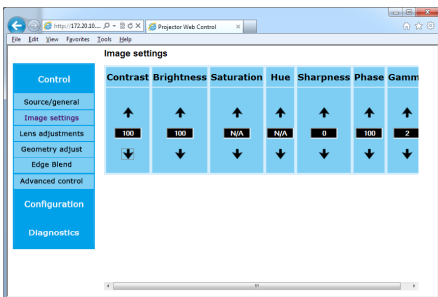 http://172.20.10....
Projector Web Control
File Edit View Favorites Tools Help
Image settings
Control
Source/general
Image settings
Lens adjustments
Geometry adjust
Edge Blend
Advanced control
Configuration
Diagnostics
Contrast Brightness Saturation Hue Sharpness Phase Gamm
100 100 N/A N/A 0 100 2